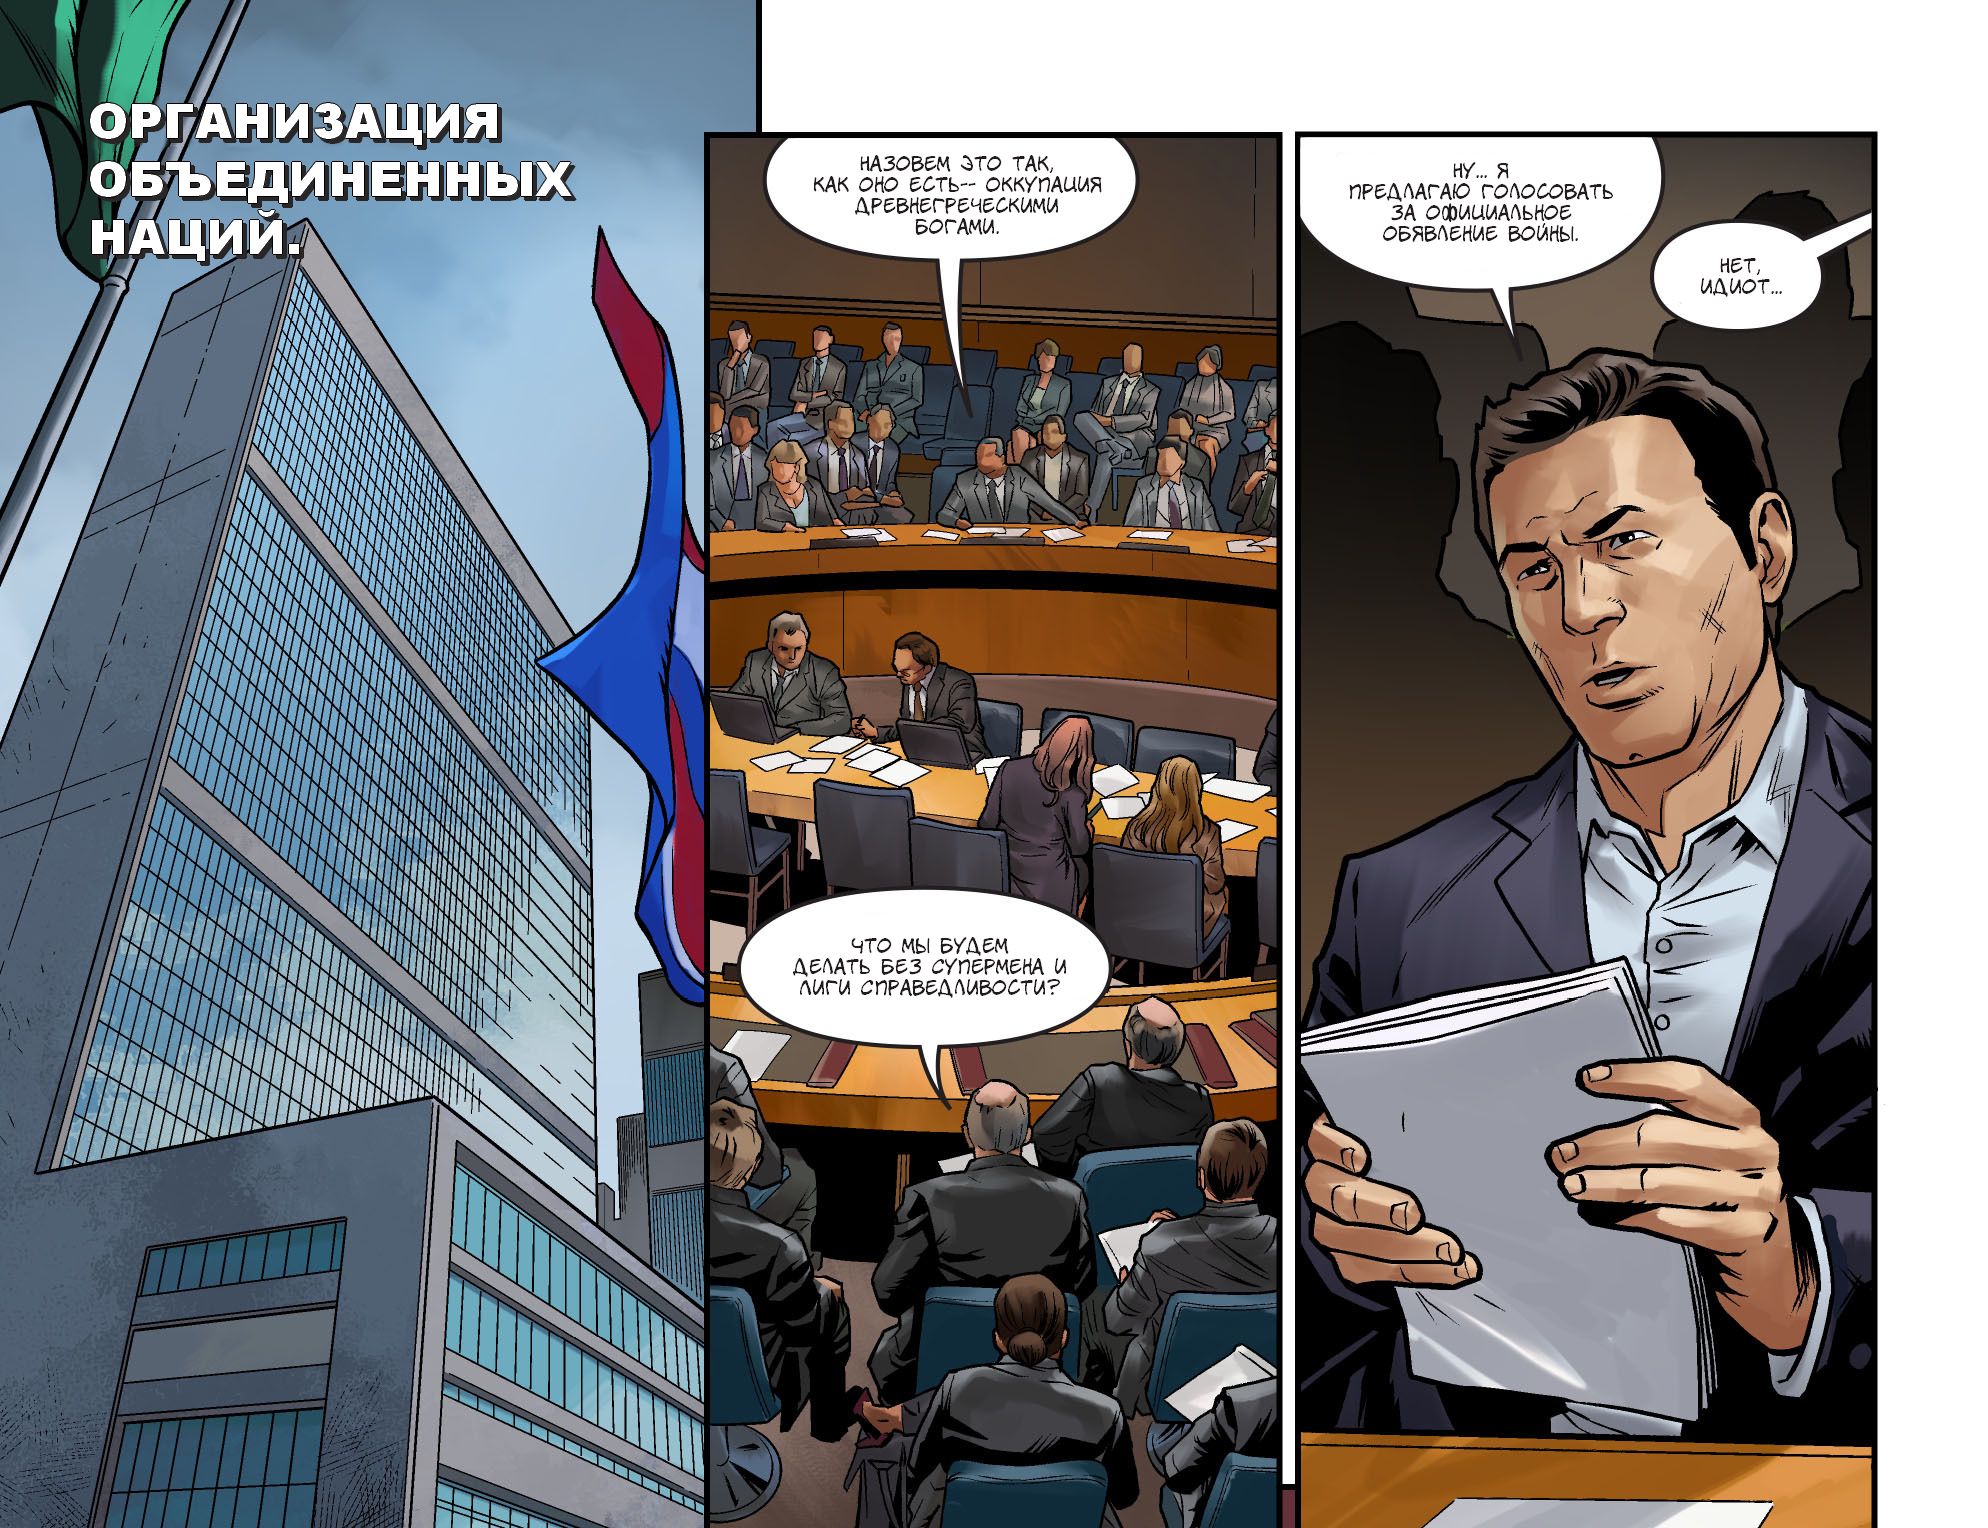 ОРГАНИЗАЦИЯ
ОБЪЕДИНЕННЫХ
НАЦИЙ.
НАЗОВЕМ ЭТО ТАК,
КАК ОНО ЕСТЬ-- ОККУПАЦИЯ
ДРЕВНЕГРЕЧЕСКИМИ
БОГАМИ.
ЧТО МЫ БУДЕМ
ДЕЛАТЬ БЕЗ СУПЕРМЕНА И
ЛИГИ СПРАВЕДЛИВОСТИ?
НУ... Я
ПРЕДЛАГАЮ ГОЛОСОВАТЬ
ЗА ОФИЦИАЛЬНОЕ
ОБЯВЛЕНИЕ ВОЙНЫ.
НЕТ,
ИДИОТ...